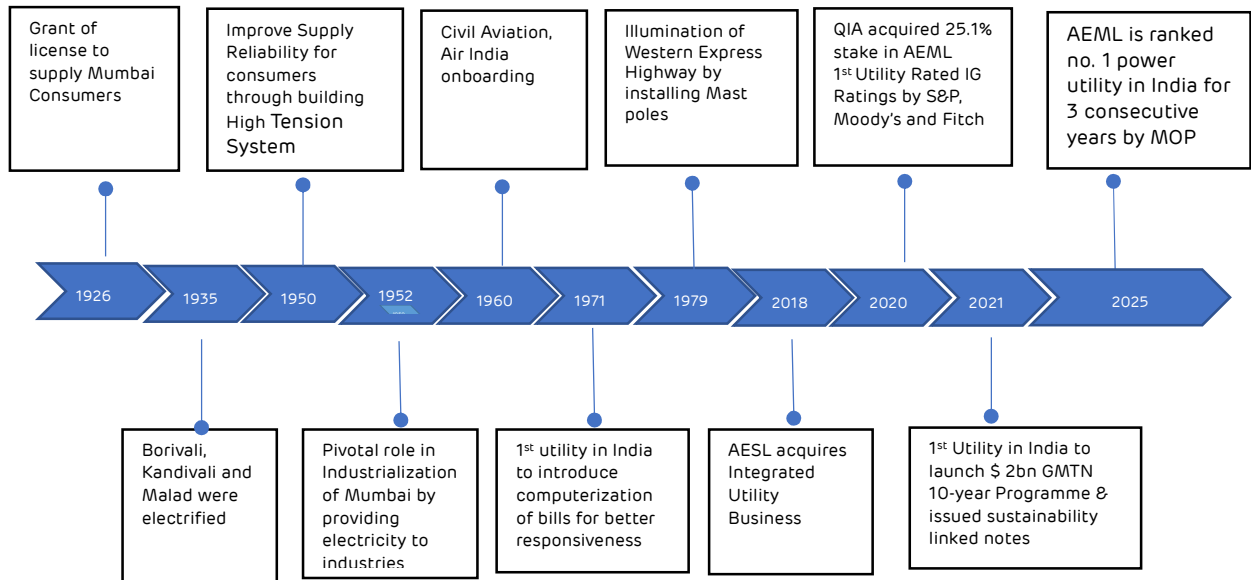 Grant of
license to
supply Mumbai
Consumers
Improve Supply
Reliability for
consumers
through building
High Tension
System
Civil Aviation,
Air India
onboarding
Illumination of
Western Express
Highway by
installing Mast
poles
QIA acquired 25.1%
stake in AEML
1st Utility Rated IG
Ratings by S&P,
Moody's and Fitch
AEML is ranked
no. 1 power
utility in India for
3 consecutive
years by MOP
1926
1935
1950
1952
1960
1971
1979
2018
2020
2021
2025
Borivali,
Kandivali and
Malad were
electrified
Pivotal role in
Industrialization
of Mumbai by
providing
electricity to
industries
1st utility in India
to introduce
computerization
of bills for better
responsiveness
AESL acquires
Integrated
Utility
Business
1st Utility in India to
launch $ 2bn GMTN
10-year Programme &
issued sustainability
linked notes